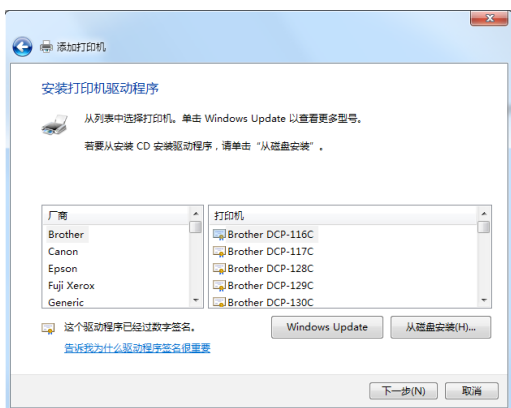 添加打印机
安装打印机驱动程序
从列表中选择打印机。单击 Windows Update 以查看更多型号。
若要从安装 CD 安装驱动程序，请单击“从磁盘安装”。
厂商
Brother
Canon
Epson
Fuji Xerox
Generic
打印机
Brother DCP-116C
Brother DCP-117C
Brother DCP-128C
Brother DCP-129C
Brother DCP-130C
这个驱动程序已经过数字签名。
告诉我为什么驱动程序签名很重要
Windows Update
从磁盘安装(H)...
下一步(N)
取消